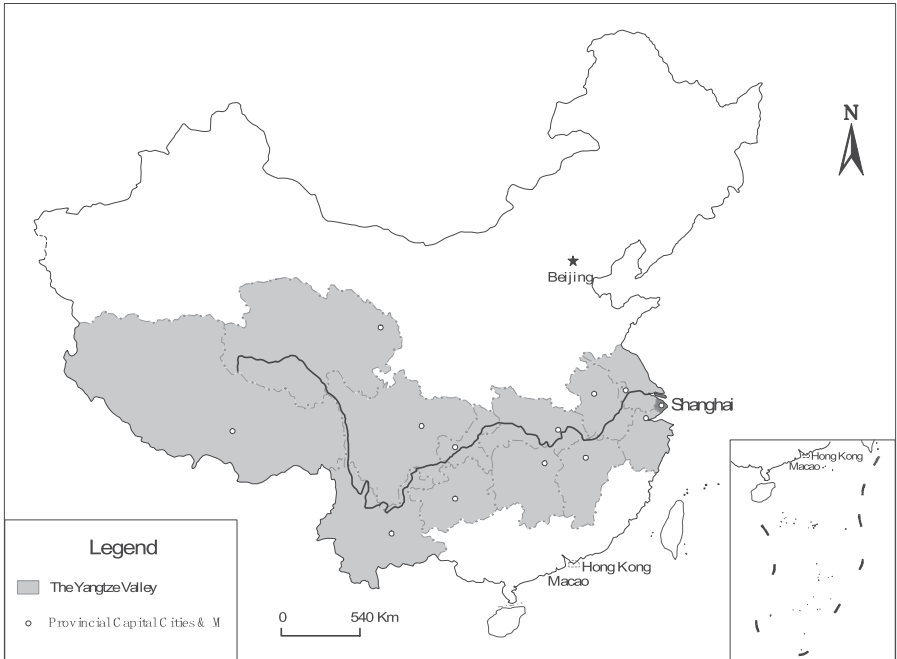 N
Beijing
Shanghai
Hong Kong
Macao
Hong Kong
Macao
Legend
The Yangtze Valley
Provincial Capital Cities & M
0 540 Km